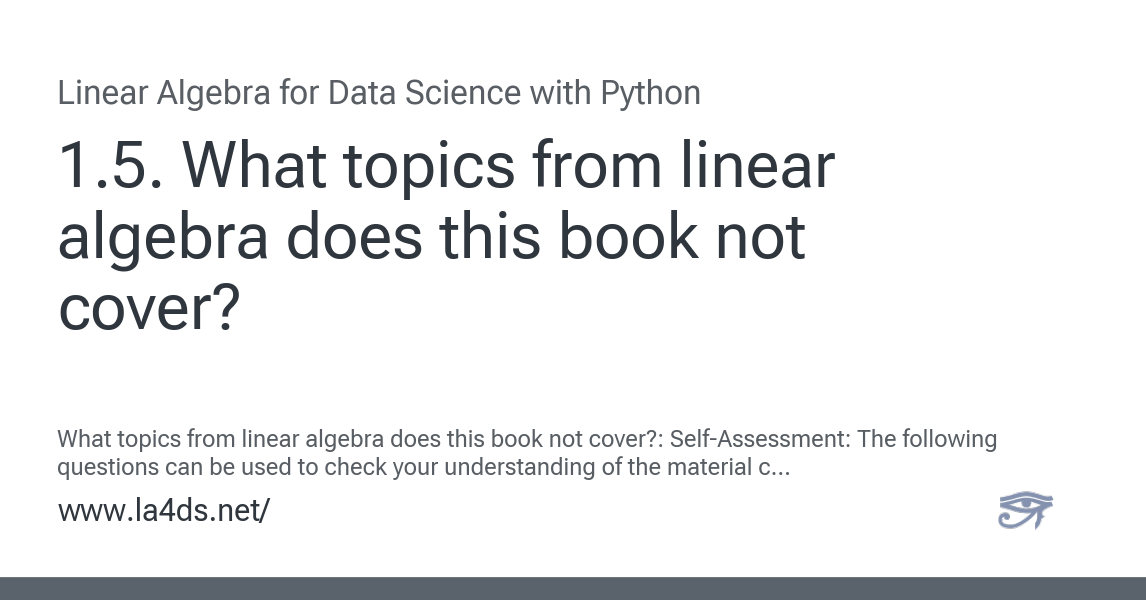 Linear Algebra for Data Science with Python
1.5. What topics from linear
algebra does this book not
cover?
What topics from linear algebra does this book not cover?: Self-Assessment: The following
questions can be used to check your understanding of the material c...
www.la4ds.net/